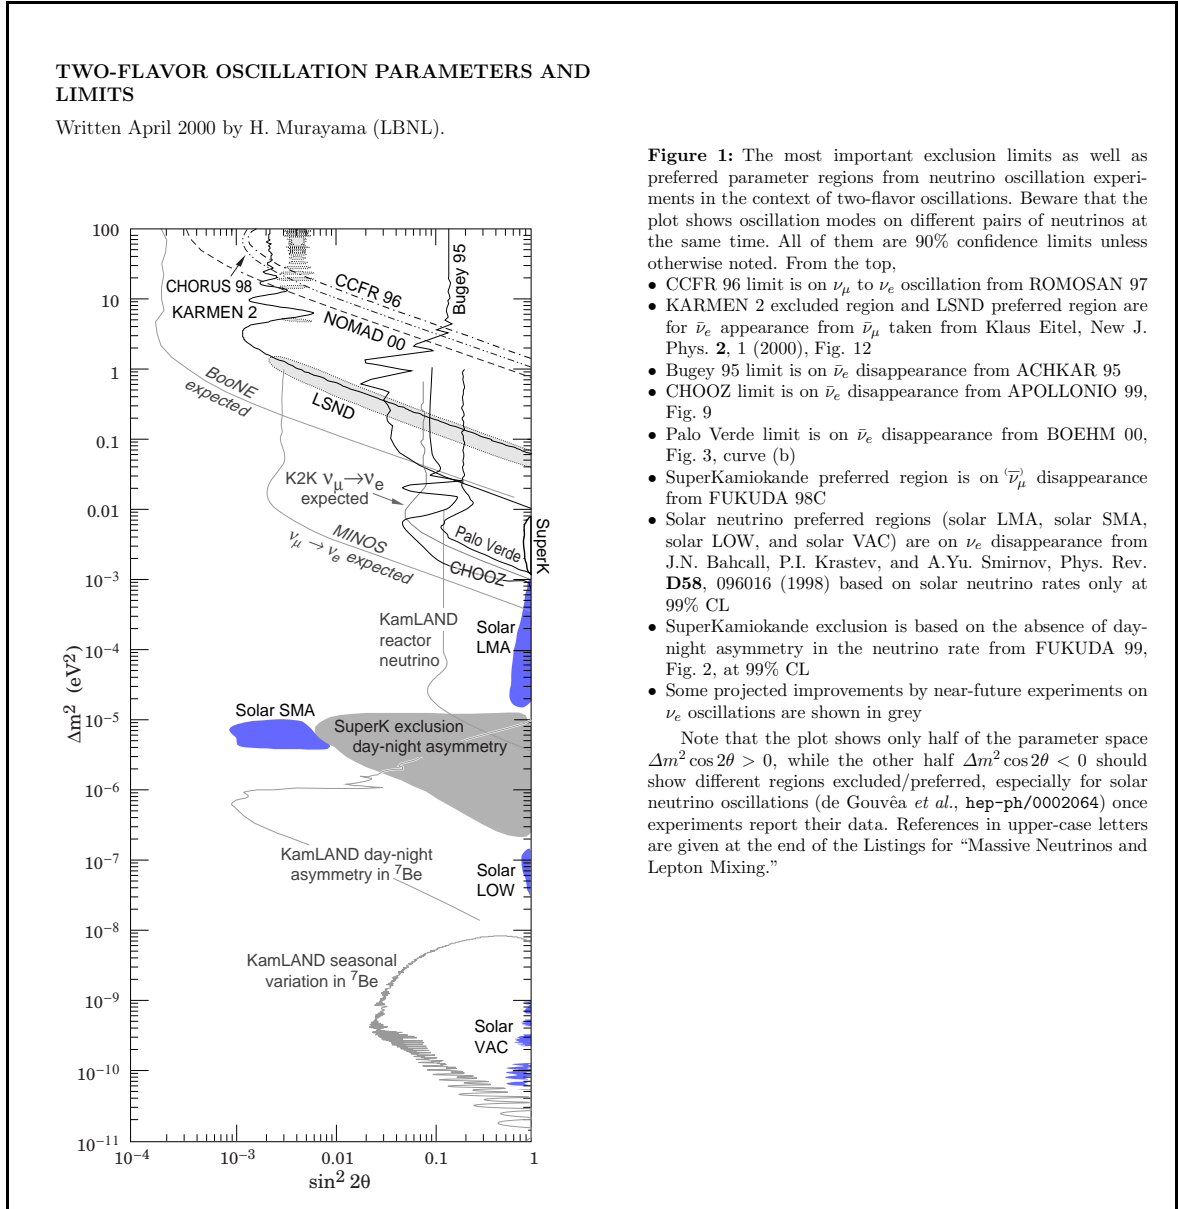 TWO-FLAVOR OSCILLATION PARAMETERS AND
LIMITS
Written April 2000 by H. Murayama (LBNL).
100
10
1
0.1
0.01
10⁻³
10⁻⁴
10⁻⁵
10⁻⁶
10⁻⁷
10⁻⁸
10⁻⁹
10⁻¹⁰
10⁻¹¹
Δm² (eV²)
CHORUS 98
KARMEN 2
CCFR 96
NOMAD 00
Bugey 95
BooNE
expected
LSND
K2K νμ→νe
expected
MINOS
νμ → νe expected
Palo Verde
CHOOZ
SuperK
KamLAND
reactor
neutrino
Solar
LMA
Solar SMA
SuperK exclusion
day-night asymmetry
KamLAND day-night
asymmetry in ⁷Be
Solar
LOW
KamLAND seasonal
variation in ⁷Be
Solar
VAC
10⁻⁴ 10⁻³ 0.01 0.1 1
sin² 2θ
Figure 1: The most important exclusion limits as well as
preferred parameter regions from neutrino oscillation experi-
ments in the context of two-flavor oscillations. Beware that the
plot shows oscillation modes on different pairs of neutrinos at
the same time. All of them are 90% confidence limits unless
otherwise noted. From the top,
• CCFR 96 limit is on νμ to νe oscillation from ROMOSAN 97
• KARMEN 2 excluded region and LSND preferred region are
for ν̄e appearance from ν̄μ taken from Klaus Eitel, New J.
Phys. 2, 1 (2000), Fig. 12
• Bugey 95 limit is on ν̄e disappearance from ACHKAR 95
• CHOOZ limit is on ν̄e disappearance from APOLLONIO 99,
Fig. 9
• Palo Verde limit is on ν̄e disappearance from BOEHM 00,
Fig. 3, curve (b)
• SuperKamiokande preferred region is on (ν̄)μ disappearance
from FUKUDA 98C
• Solar neutrino preferred regions (solar LMA, solar SMA,
solar LOW, and solar VAC) are on νe disappearance from
J.N. Bahcall, P.I. Krastev, and A.Yu. Smirnov, Phys. Rev.
D58, 096016 (1998) based on solar neutrino rates only at
99% CL
• SuperKamiokande exclusion is based on the absence of day-
night asymmetry in the neutrino rate from FUKUDA 99,
Fig. 2, at 99% CL
• Some projected improvements by near-future experiments on
νe oscillations are shown in grey
Note that the plot shows only half of the parameter space
Δm² cos 2θ > 0, while the other half Δm² cos 2θ < 0 should
show different regions excluded/preferred, especially for solar
neutrino oscillations (de Gouvêa et al., hep-ph/0002064) once
experiments report their data. References in upper-case letters
are given at the end of the Listings for “Massive Neutrinos and
Lepton Mixing.”